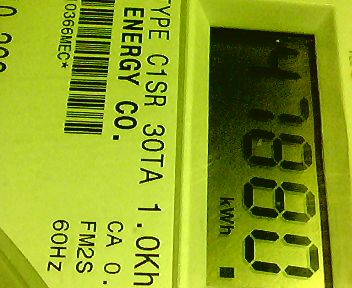 47880
kWh
TYPE C1SR 30TA 1.0Kh
ENERGY CO.
CA 0.
FM2S
60Hz
0366MEC*